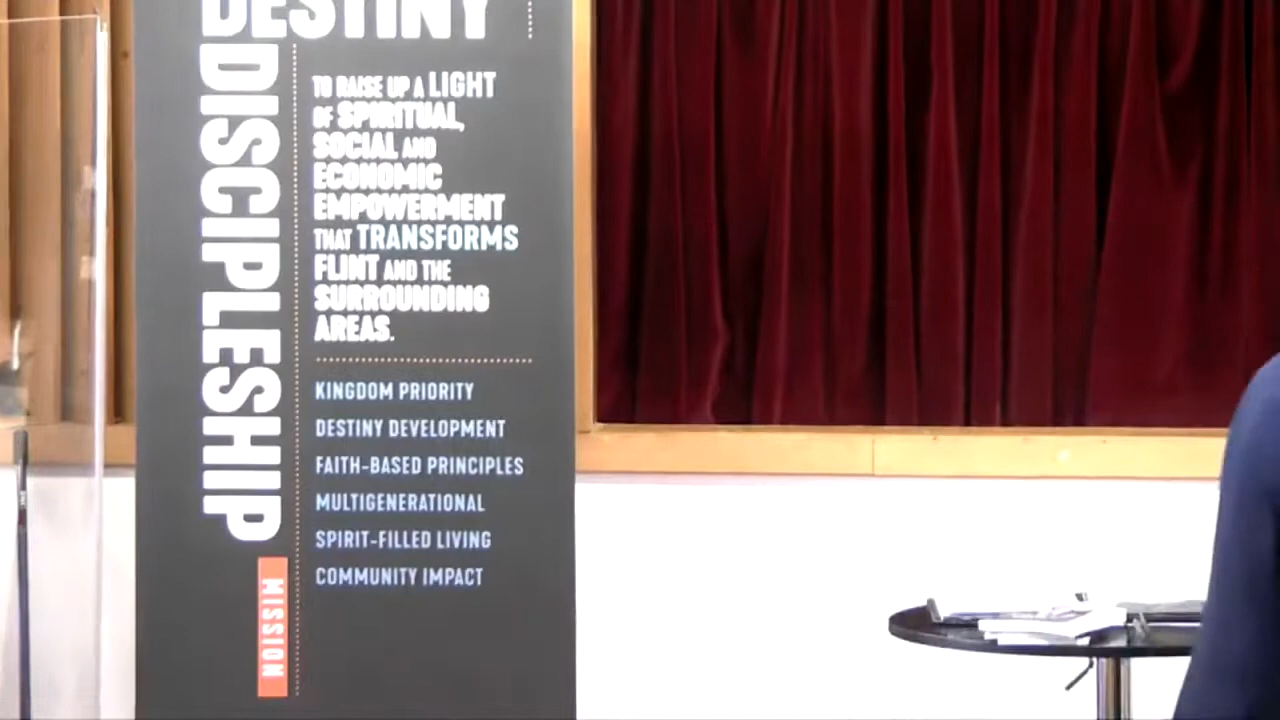 DESTINY
DISCIPLESHIP
TO RAISE UP A LIGHT
OF SPIRITUAL,
SOCIAL AND
ECONOMIC
EMPOWERMENT
THAT TRANSFORMS
FLINT AND THE
SURROUNDING
AREAS.
KINGDOM PRIORITY
DESTINY DEVELOPMENT
FAITH-BASED PRINCIPLES
MULTIGENERATIONAL
SPIRIT-FILLED LIVING
COMMUNITY IMPACT
MISSION